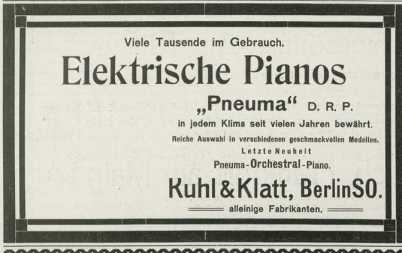 Viele Tausende im Gebrauch.
Elektrische Pianos
„Pneuma“ D. R. P.
in jedem Klima seit vielen Jahren bewährt.
Reiche Auswahl in verschiedenen geschmackvollen Modellen.
Letzte Neuheit
Pneuma-Orchestral-Piano.
Kuhl & Klatt, Berlin SO.
alleinige Fabrikanten.